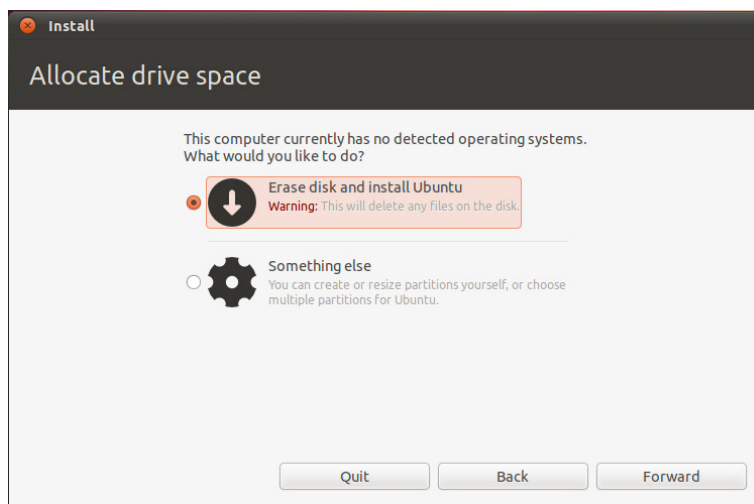 Install
Allocate drive space
This computer currently has no detected operating systems.
What would you like to do?
Erase disk and install Ubuntu
Warning: This will delete any files on the disk.
Something else
You can create or resize partitions yourself, or choose
multiple partitions for Ubuntu.
Quit
Back
Forward